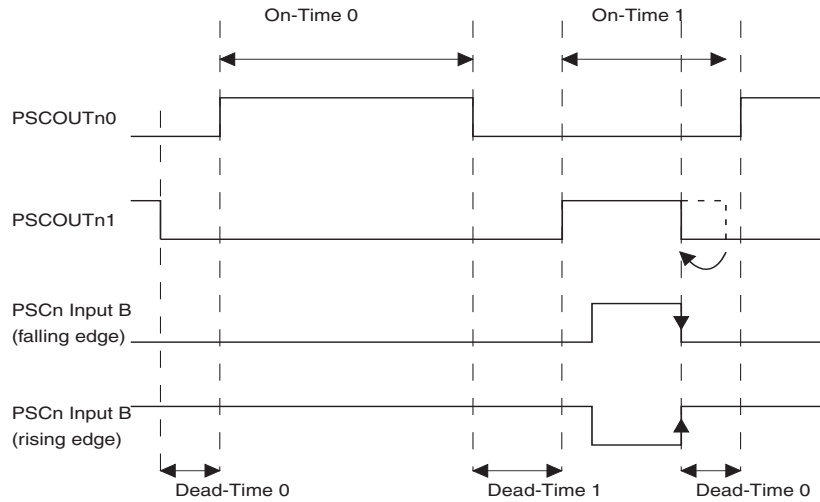 On-Time 0
On-Time 1
PSCOUTn0
PSCOUTn1
PSCn Input B
(falling edge)
PSCn Input B
(rising edge)
Dead-Time 0
Dead-Time 1
Dead-Time 0